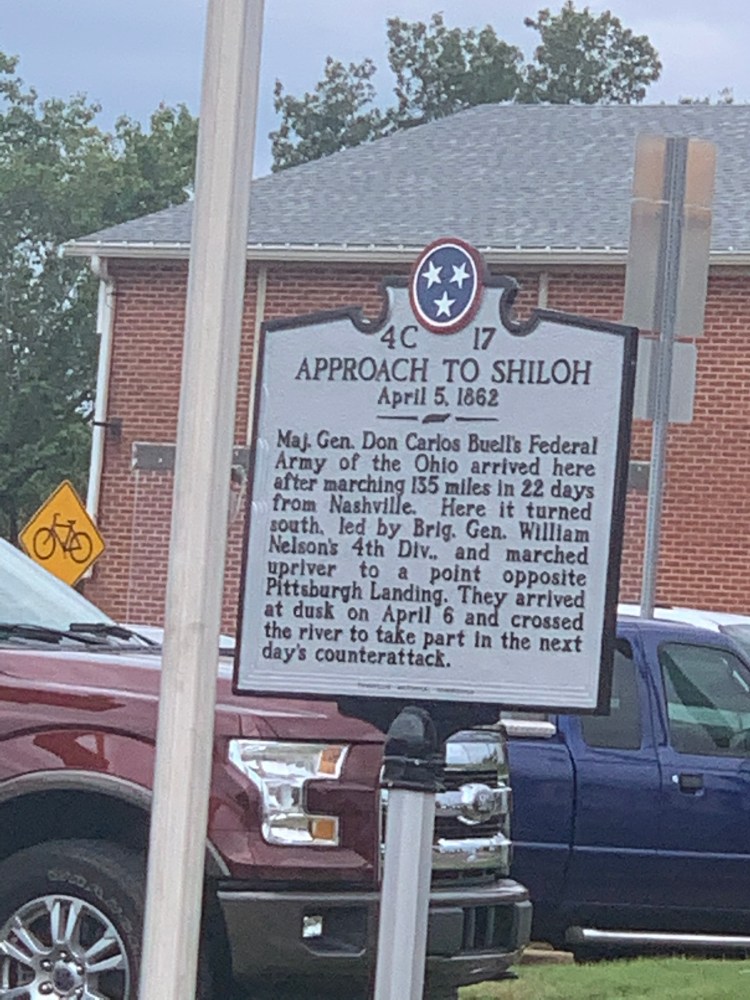 4C 17
APPROACH TO SHILOH
April 5, 1862
Maj. Gen. Don Carlos Buell's Federal
Army of the Ohio arrived here
after marching 135 miles in 22 days
from Nashville. Here it turned
south, led by Brig. Gen. William
Nelson's 4th Div., and marched
upriver to a point opposite
Pittsburgh Landing. They arrived
at dusk on April 6 and crossed
the river to take part in the next
day's counterattack.